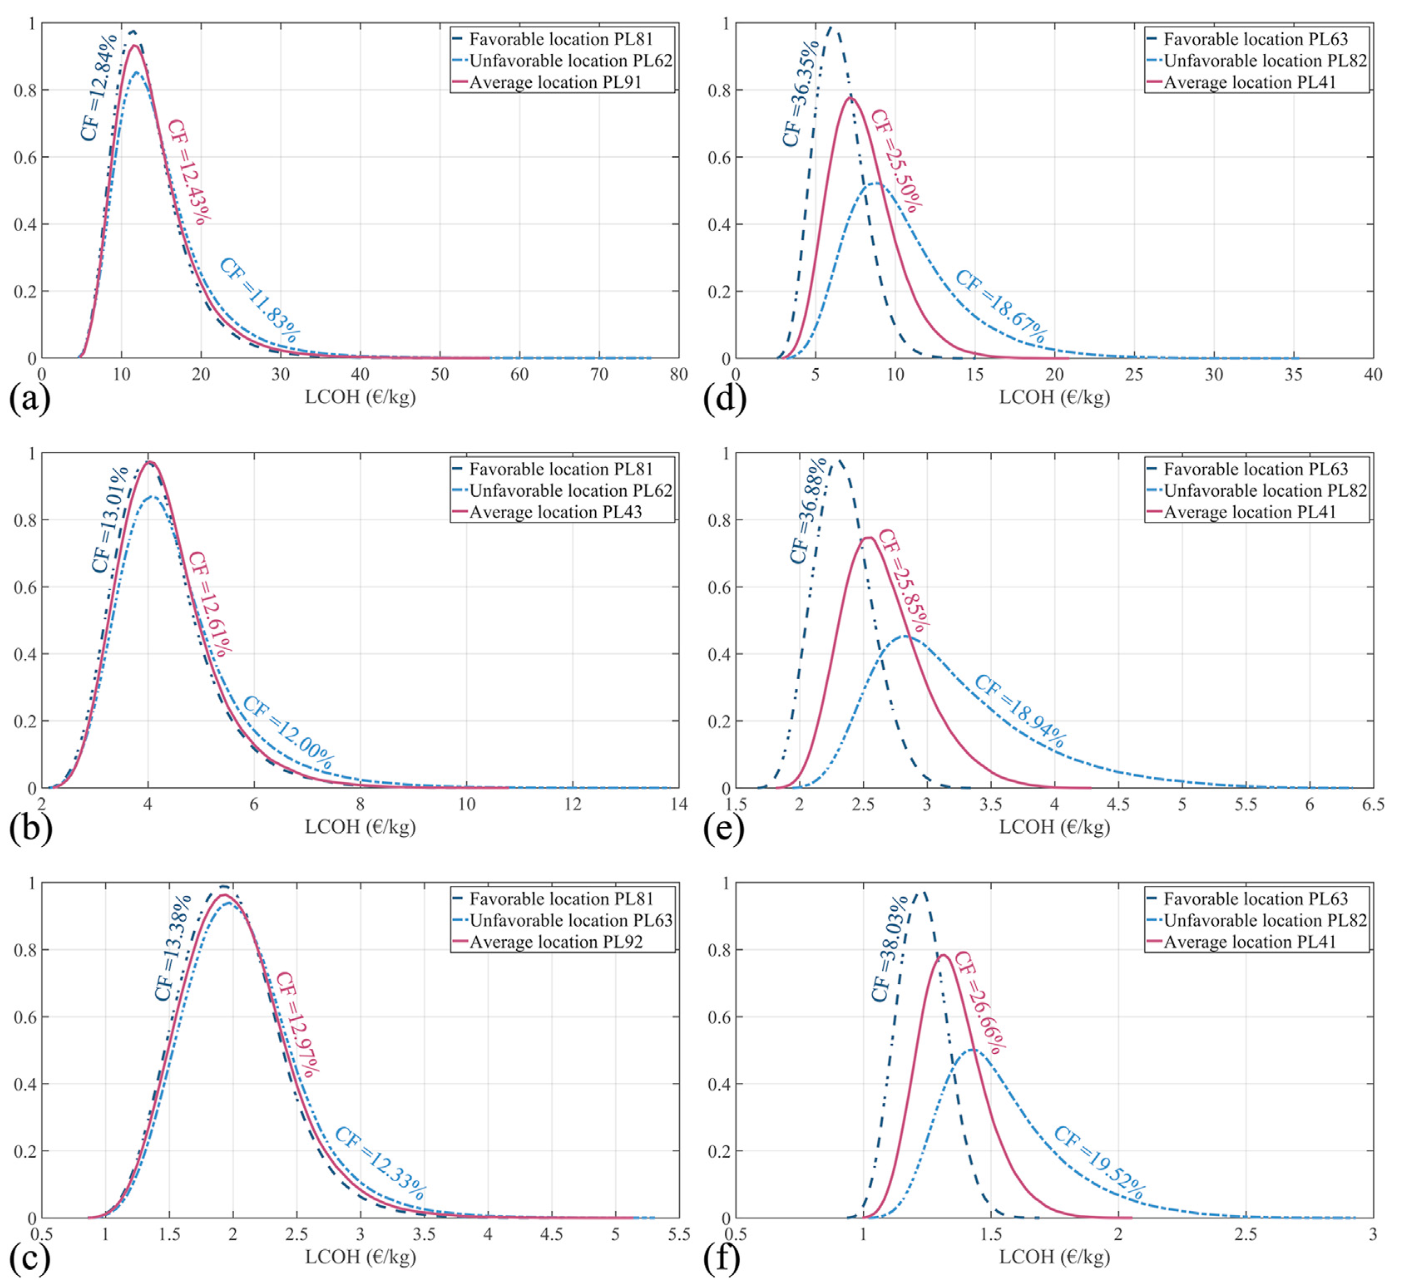 1
0.8
0.6
0.4
0.2
0
0 10 20 30 40 50 60 70 80
LCOH (€/kg)
(a)
CF =12.84%
CF =12.43%
CF =11.83%
Favorable location PL81
Unfavorable location PL62
Average location PL91
1
0.8
0.6
0.4
0.2
0
0 5 10 15 20 25 30 35 40
LCOH (€/kg)
(d)
CF =36.35%
CF =25.50%
CF =18.67%
Favorable location PL63
Unfavorable location PL82
Average location PL41
1
0.8
0.6
0.4
0.2
0
2 4 6 8 10 12 14
LCOH (€/kg)
(b)
CF =13.01%
CF =12.61%
CF =12.00%
Favorable location PL81
Unfavorable location PL62
Average location PL43
1
0.8
0.6
0.4
0.2
0
1.5 2 2.5 3 3.5 4 4.5 5 5.5 6 6.5
LCOH (€/kg)
(e)
CF =36.88%
CF =25.85%
CF =18.94%
Favorable location PL63
Unfavorable location PL82
Average location PL41
1
0.8
0.6
0.4
0.2
0
0.5 1 1.5 2 2.5 3 3.5 4 4.5 5 5.5
LCOH (€/kg)
(c)
CF =13.38%
CF =12.97%
CF =12.33%
Favorable location PL81
Unfavorable location PL63
Average location PL92
1
0.8
0.6
0.4
0.2
0
0.5 1 1.5 2 2.5 3
LCOH (€/kg)
(f)
CF =38.03%
CF =26.66%
CF =19.52%
Favorable location PL63
Unfavorable location PL82
Average location PL41